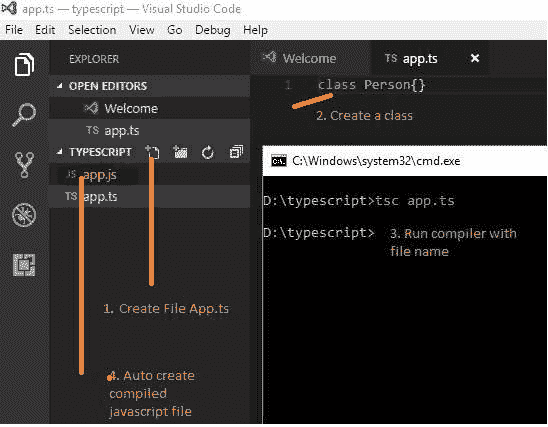 app.ts — typescript — Visual Studio Code
File Edit Selection View Go Debug Help
EXPLORER
OPEN EDITORS
Welcome
TS app.ts
TYPESCRIPT
JS app.js
TS app.ts
1. Create File App.ts
4. Auto create
compiled
javascript file
Welcome
TS app.ts ×
1 class Person{}
2. Create a class
C:\Windows\system32\cmd.exe
D:\typescript>tsc app.ts
D:\typescript>
3. Run compiler with
file name